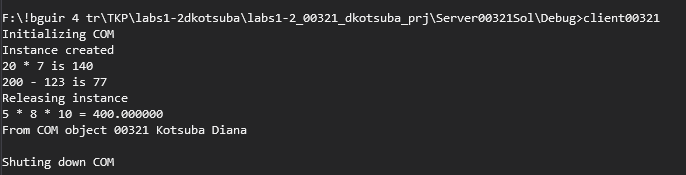 F:\!bguir 4 tr\TKP\labs1-2dkotsuba\labs1-2_00321_dkotsuba_prj\Server00321Sol\Debug>client00321
Initializing COM
Instance created
20 * 7 is 140
200 - 123 is 77
Releasing instance
5 * 8 * 10 = 400.000000
From COM object 00321 Kotsuba Diana
Shuting down COM